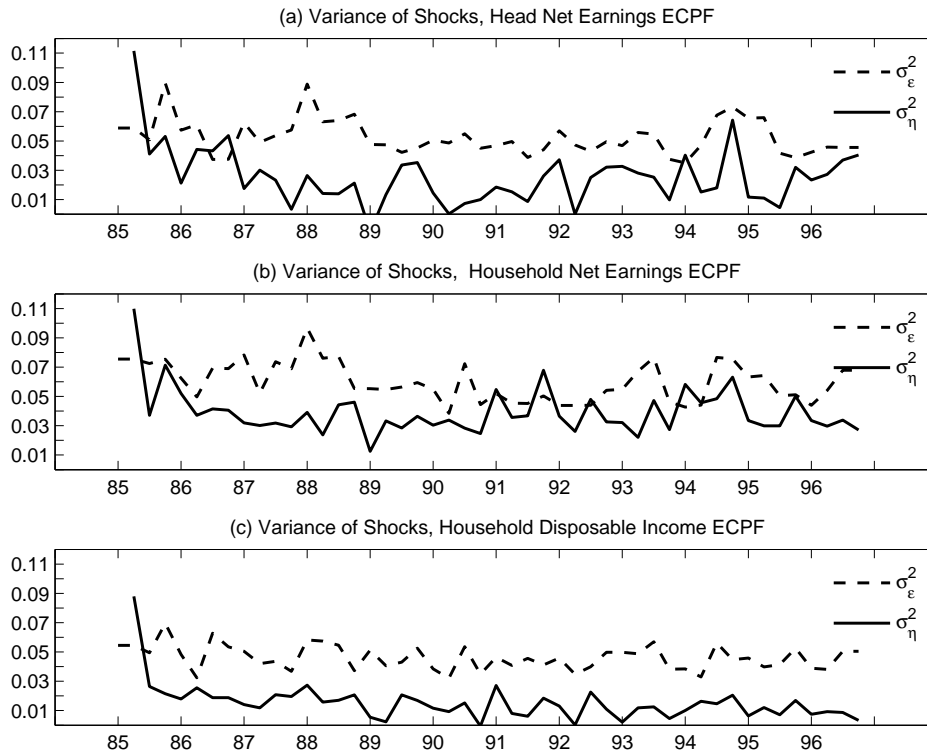 (a) Variance of Shocks, Head Net Earnings ECPF
0.11
0.09
0.07
0.05
0.03
0.01
σ²ε
σ²η
85 86 87 88 89 90 91 92 93 94 95 96
(b) Variance of Shocks, Household Net Earnings ECPF
0.11
0.09
0.07
0.05
0.03
0.01
σ²ε
σ²η
85 86 87 88 89 90 91 92 93 94 95 96
(c) Variance of Shocks, Household Disposable Income ECPF
0.11
0.09
0.07
0.05
0.03
0.01
σ²ε
σ²η
85 86 87 88 89 90 91 92 93 94 95 96